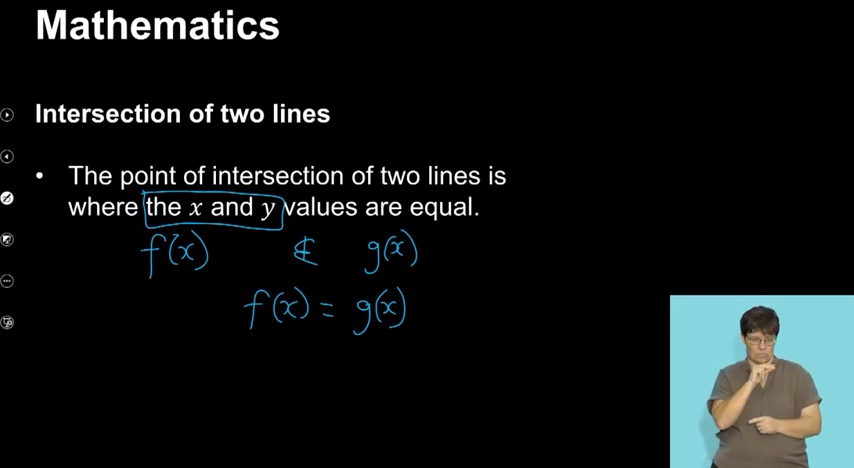 Mathematics
Intersection of two lines
• The point of intersection of two lines is
where the x and y values are equal.
f(x) & g(x)
f(x) = g(x)